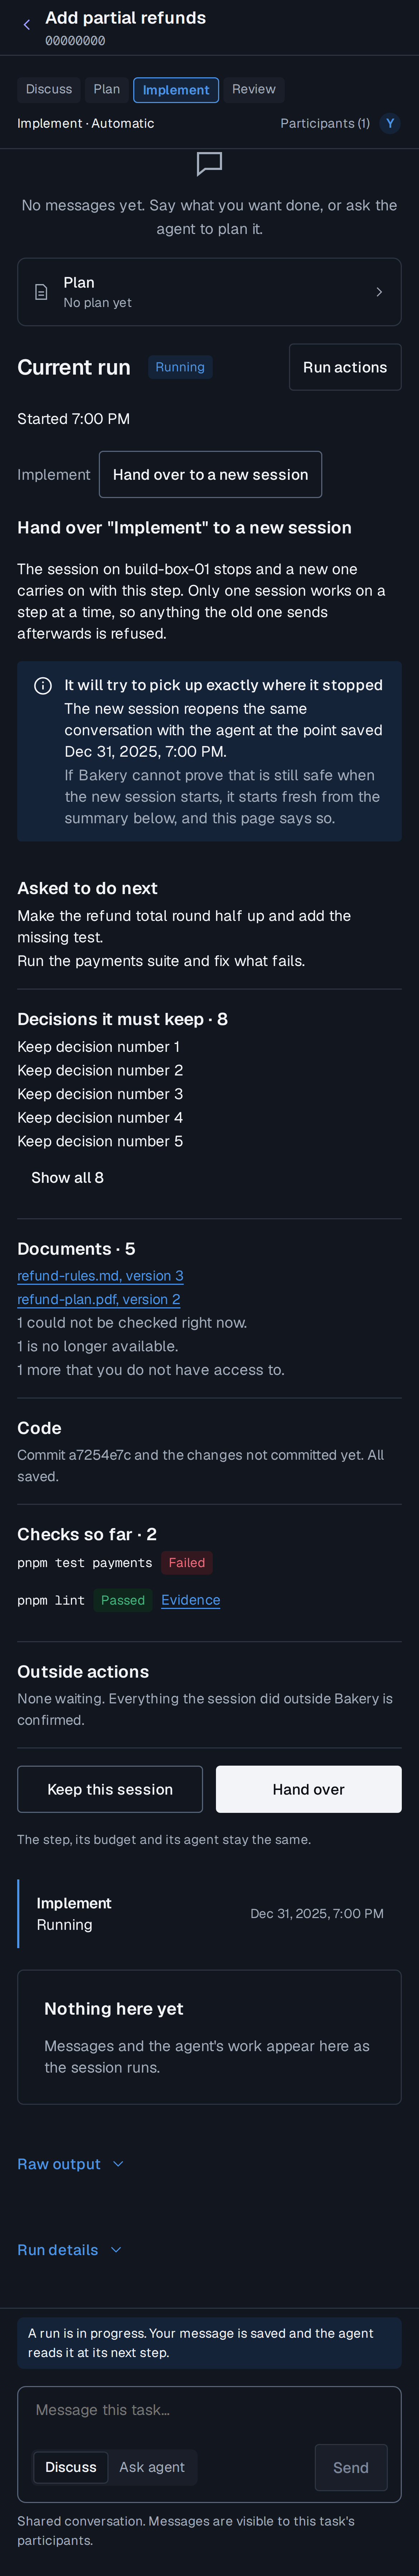 Add partial refunds
00000000
Discuss
Plan
Implement
Review
Implement · Automatic
Participants (1)
Y
No messages yet. Say what you want done, or ask the
agent to plan it.
Plan
No plan yet
Current run
Running
Run actions
Started 7:00 PM
Implement
Hand over to a new session
Hand over "Implement" to a new session
The session on build-box-01 stops and a new one
carries on with this step. Only one session works on a
step at a time, so anything the old one sends
afterwards is refused.
It will try to pick up exactly where it stopped
The new session reopens the same
conversation with the agent at the point saved
Dec 31, 2025, 7:00 PM.
If Bakery cannot prove that is still safe when
the new session starts, it starts fresh from the
summary below, and this page says so.
Asked to do next
Make the refund total round half up and add the
missing test.
Run the payments suite and fix what fails.
Decisions it must keep · 8
Keep decision number 1
Keep decision number 2
Keep decision number 3
Keep decision number 4
Keep decision number 5
Show all 8
Documents · 5
refund-rules.md, version 3
refund-plan.pdf, version 2
1 could not be checked right now.
1 is no longer available.
1 more that you do not have access to.
Code
Commit a7254e7c and the changes not committed yet. All
saved.
Checks so far · 2
pnpm test payments
Failed
pnpm lint
Passed
Evidence
Outside actions
None waiting. Everything the session did outside Bakery is
confirmed.
Keep this session
Hand over
The step, its budget and its agent stay the same.
Implement
Running
Dec 31, 2025, 7:00 PM
Nothing here yet
Messages and the agent's work appear here as
the session runs.
Raw output
Run details
A run is in progress. Your message is saved and the agent
reads it at its next step.
Message this task...
Discuss
Ask agent
Send
Shared conversation. Messages are visible to this task's
participants.